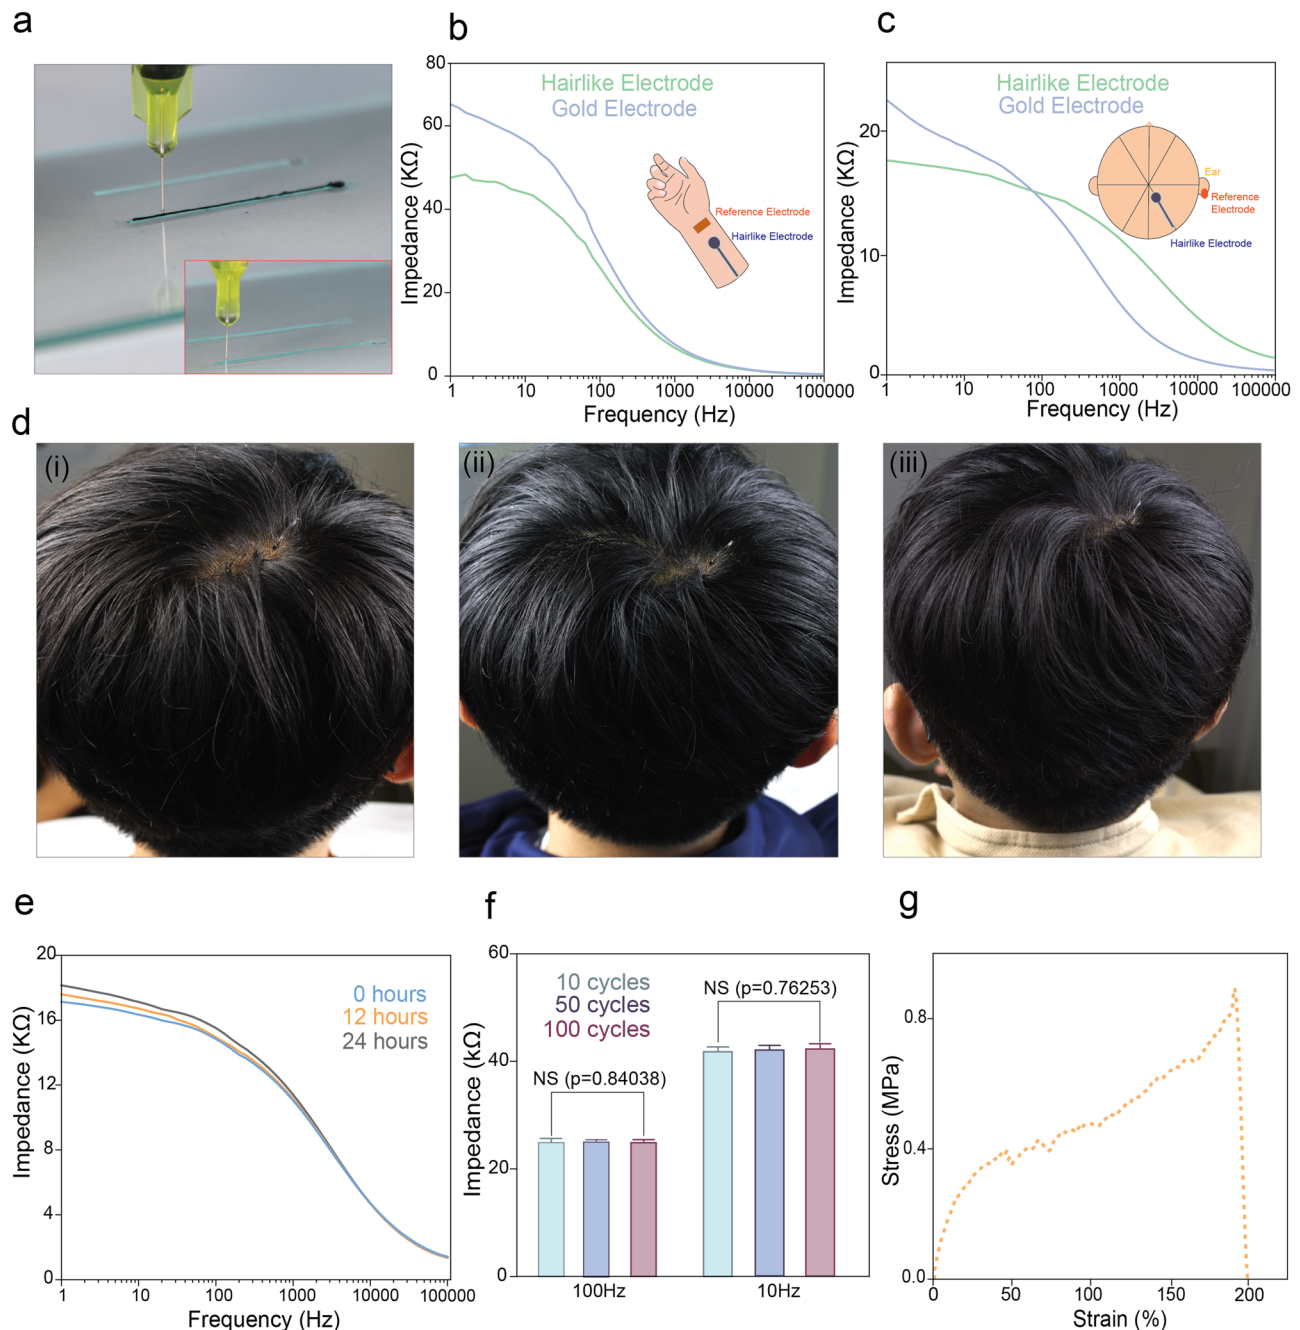 a
b
80
60
40
20
0
Impedance (KΩ)
Hairlike Electrode
Gold Electrode
Reference Electrode
Hairlike Electrode
1
10
100
1000
10000
100000
Frequency (Hz)
c
20
10
0
Impedance (KΩ)
Hairlike Electrode
Gold Electrode
Ear
Reference
Electrode
Hairlike Electrode
1
10
100
1000
10000
100000
Frequency (Hz)
d
(i)
(ii)
(iii)
e
20
16
12
8
4
0
Impedance (KΩ)
0 hours
12 hours
24 hours
1
10
100
1000
10000
100000
Frequency (Hz)
f
60
40
20
0
Impedance (kΩ)
10 cycles
50 cycles
100 cycles
NS (p=0.84038)
NS (p=0.76253)
100Hz
10Hz
g
0.8
0.4
0.0
Stress (MPa)
0
50
100
150
200
Strain (%)